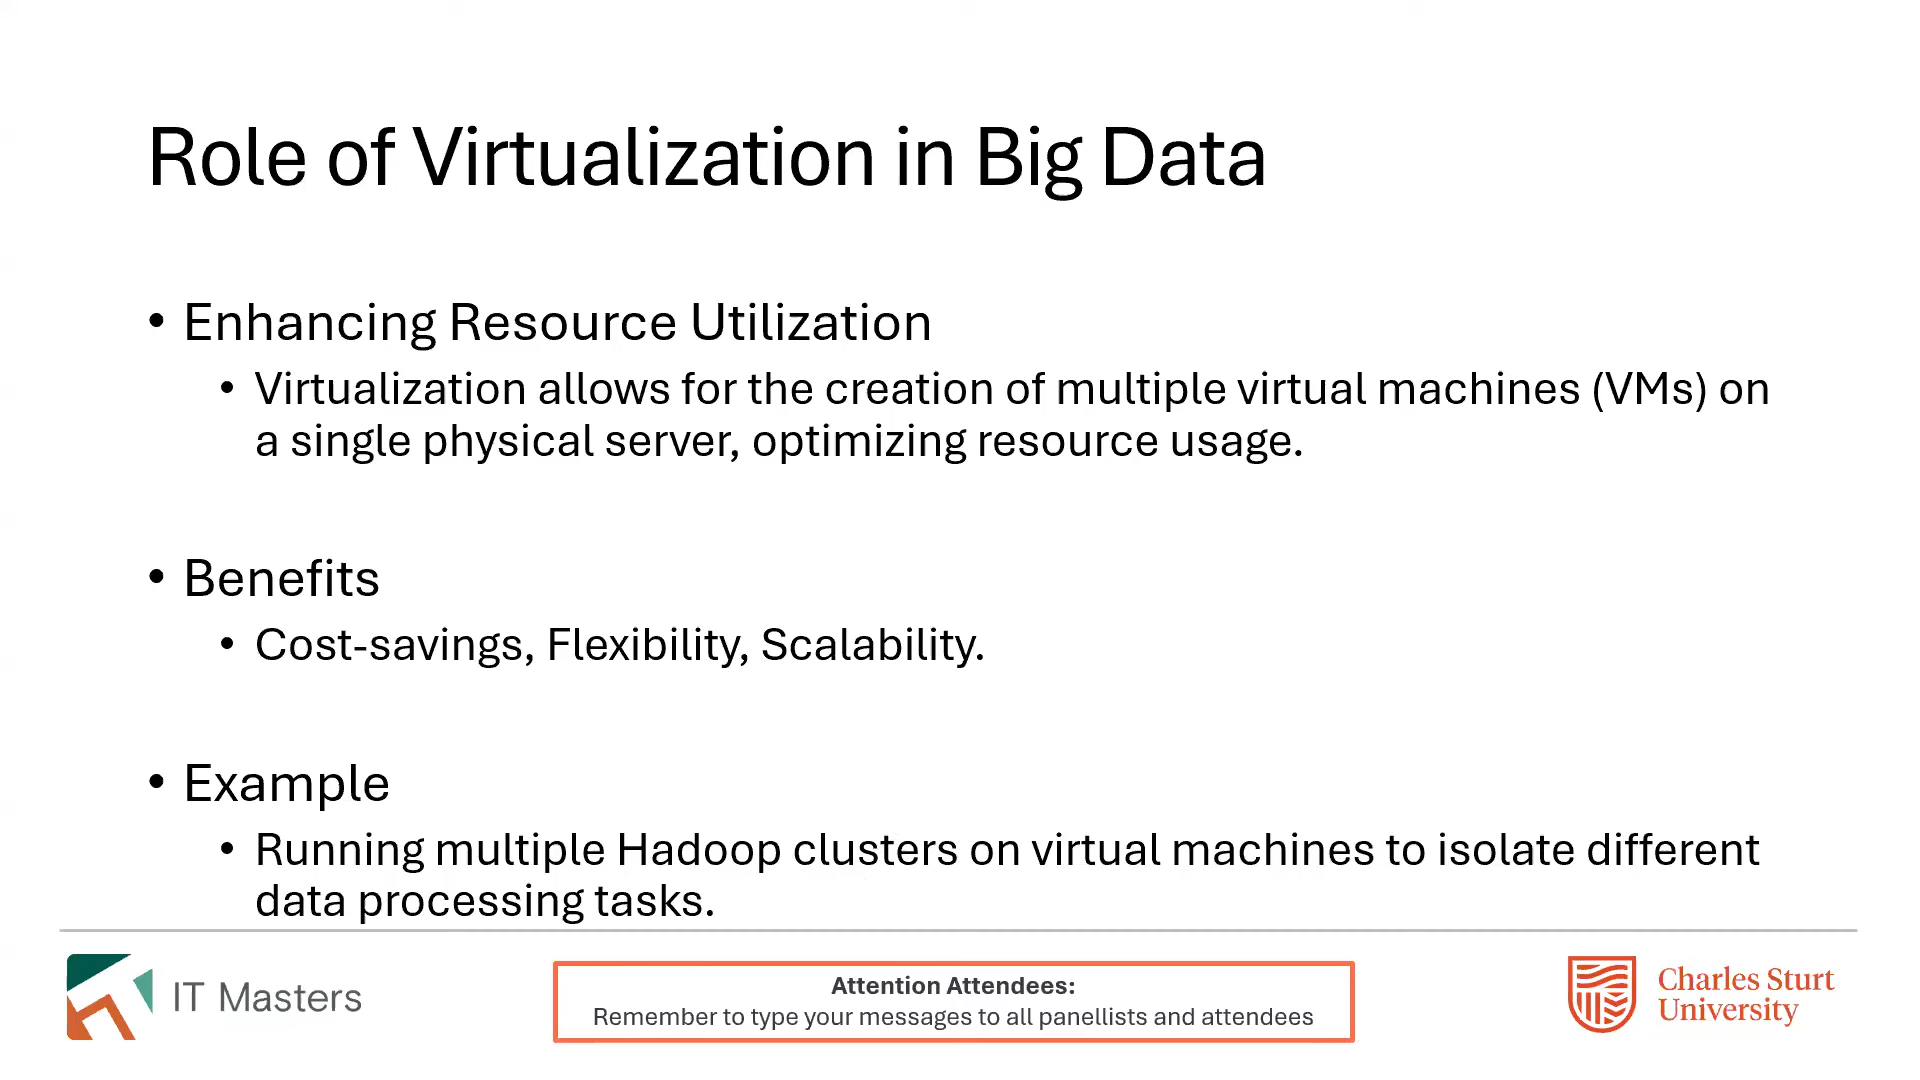 Role of Virtualization in Big Data
• Enhancing Resource Utilization
• Virtualization allows for the creation of multiple virtual machines (VMs) on
a single physical server, optimizing resource usage.
• Benefits
• Cost-savings, Flexibility, Scalability.
• Example
• Running multiple Hadoop clusters on virtual machines to isolate different
data processing tasks.
IT Masters
Attention Attendees:
Remember to type your messages to all panellists and attendees
Charles Sturt
University